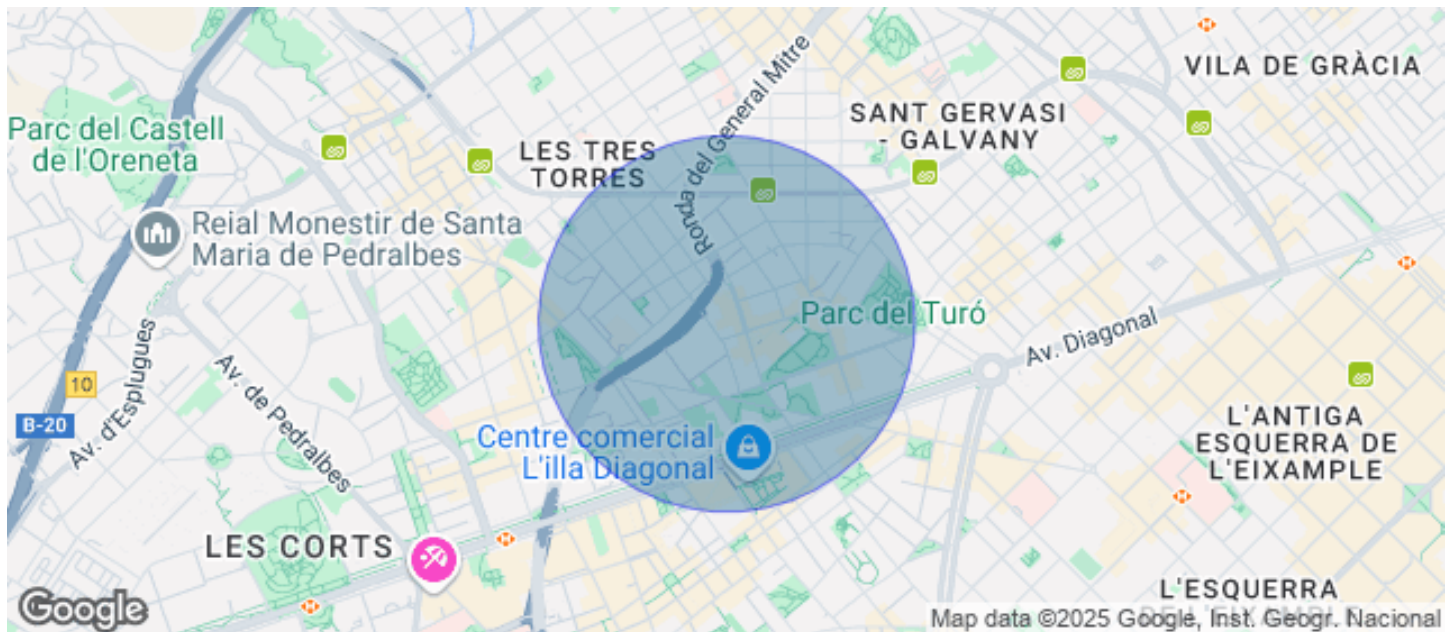 VILA DE GRÀCIA
Ronda del General Mitre
SANT GERVASI
- GALVANY
Parc del Castell
de l'Oreneta
LES TRES
TORRES
Reial Monestir de Santa
Maria de Pedralbes
Parc del Turó
Av. Diagonal
Av. d'Esplugues
Av. de Pedralbes
10
B-20
L'ANTIGA
ESQUERRA DE
L'EIXAMPLE
Centre comercial
L'illa Diagonal
LES CORTS
L'ESQUERRA
DE L'EIXAMPLE
Google
Map data ©2025 Google, Inst. Geogr. Nacional